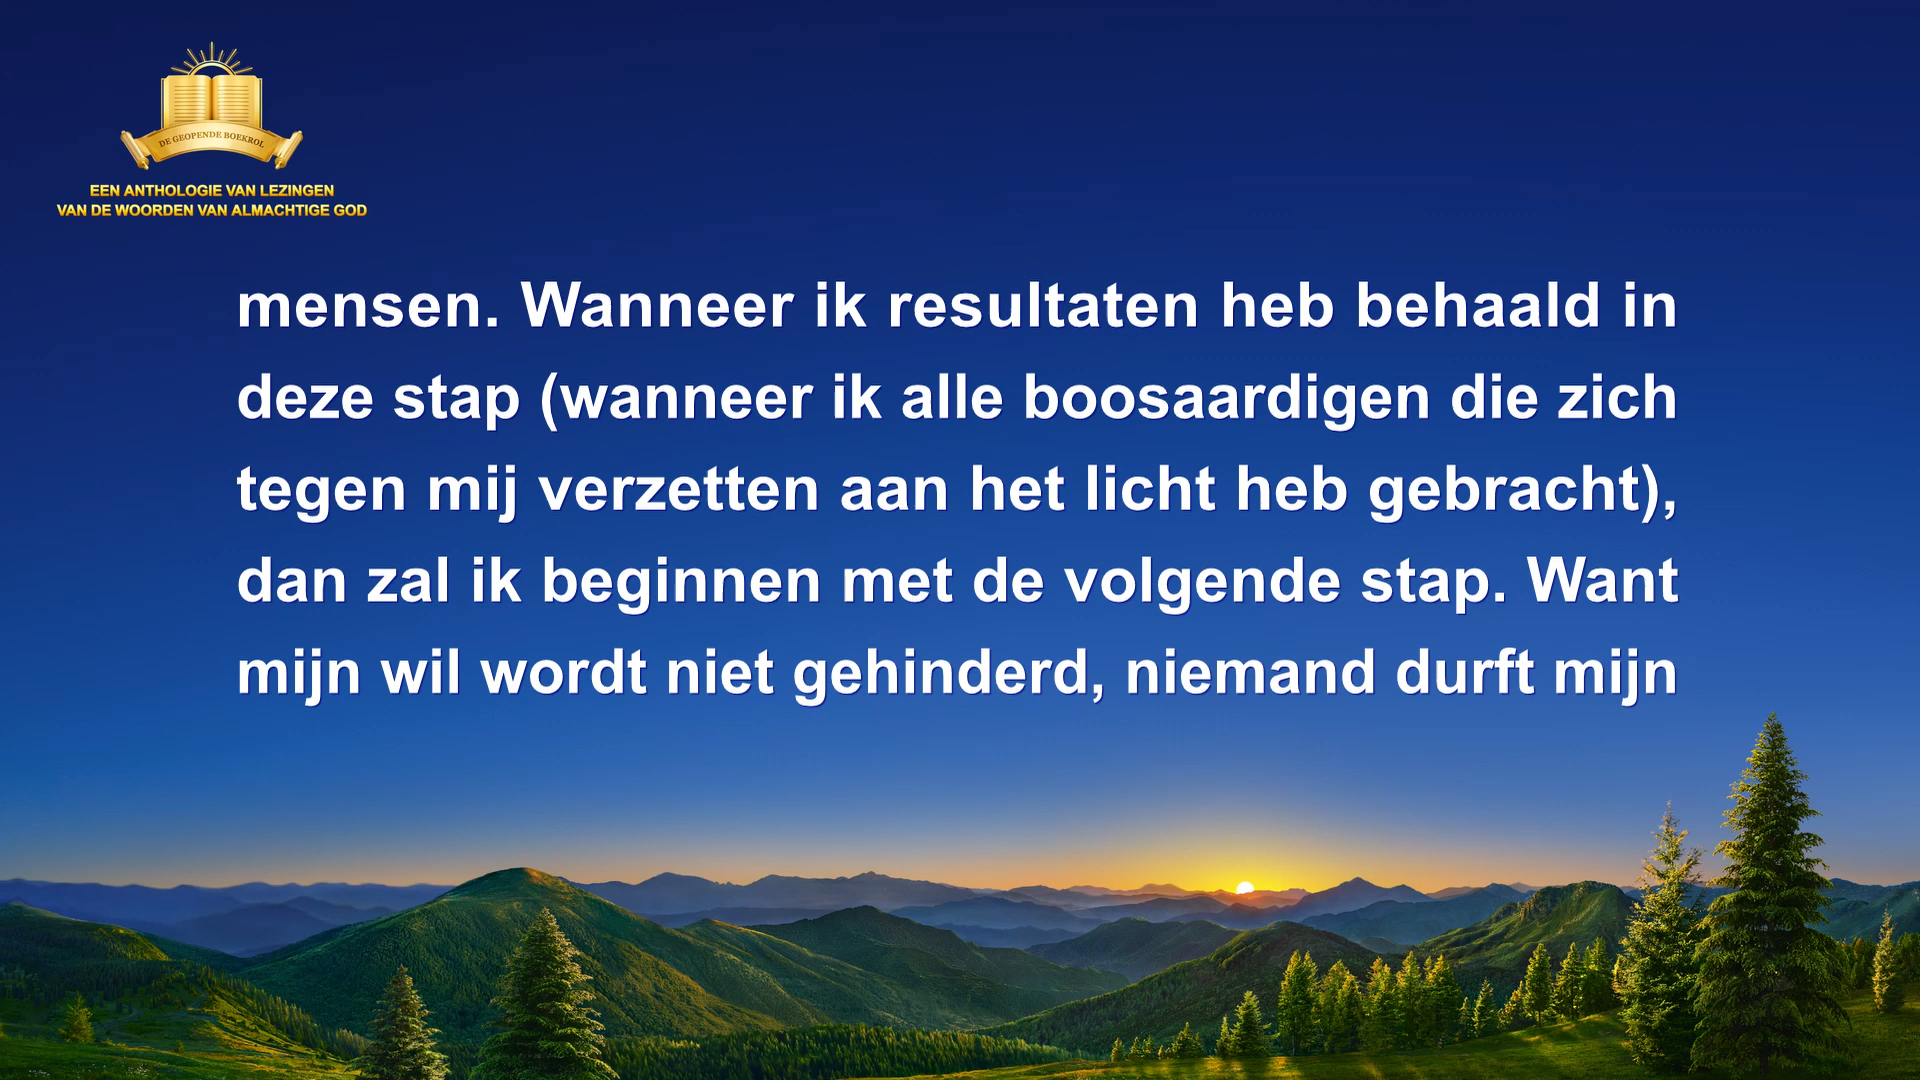 DE GEOPENDE BOEKROL
EEN ANTHOLOGIE VAN LEZINGEN
VAN DE WOORDEN VAN ALMACHTIGE GOD
mensen. Wanneer ik resultaten heb behaald in
deze stap (wanneer ik alle boosaardigen die zich
tegen mij verzetten aan het licht heb gebracht),
dan zal ik beginnen met de volgende stap. Want
mijn wil wordt niet gehinderd, niemand durft mijn